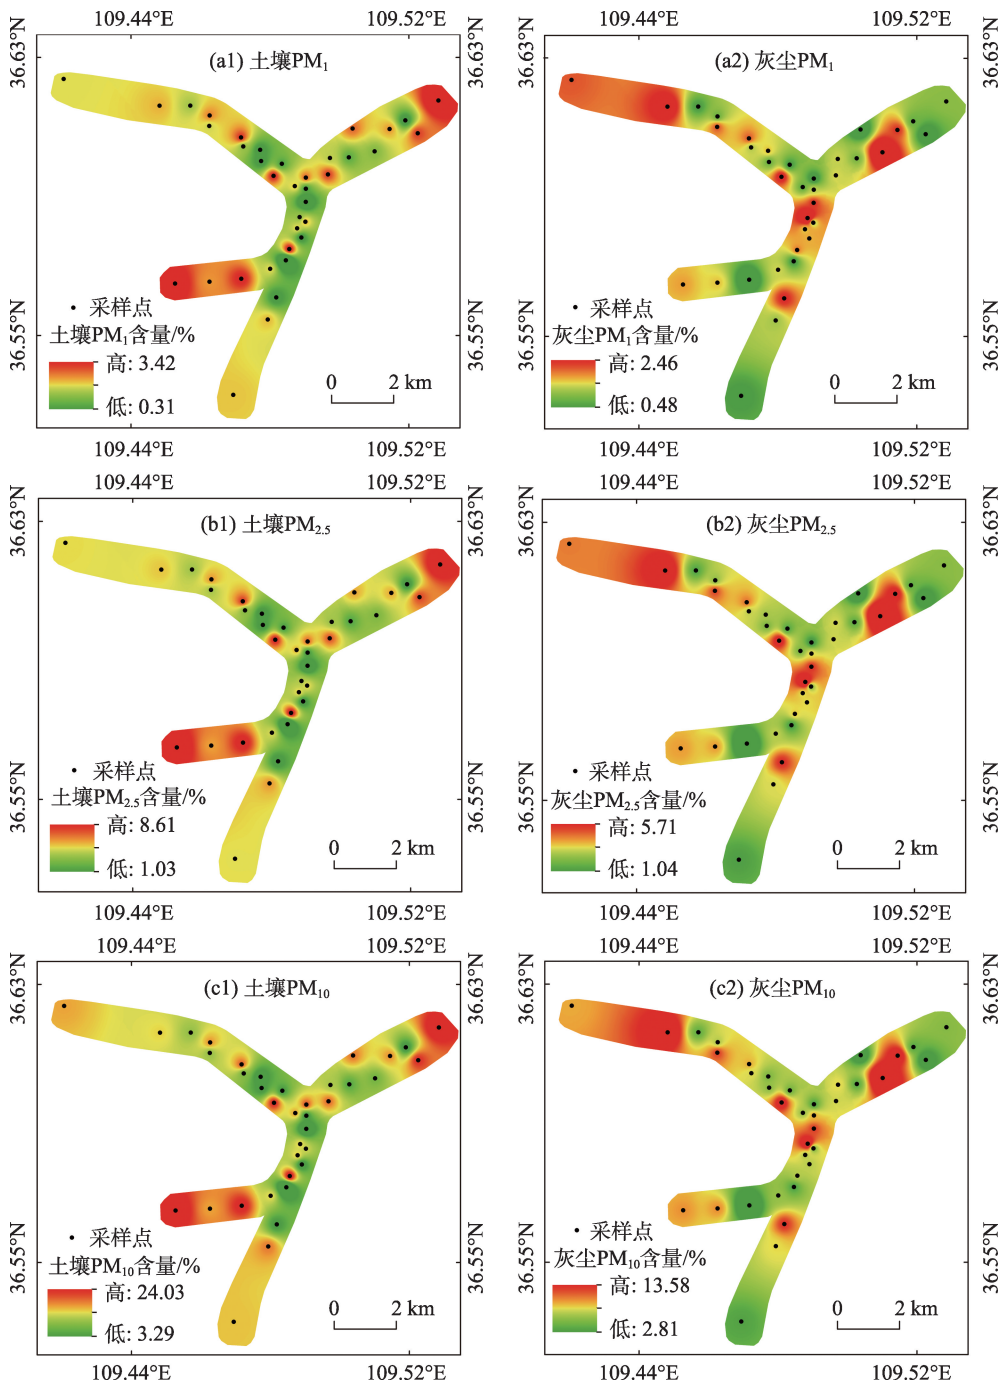 109.44°E 109.52°E 109.44°E 109.52°E
36.63°N 36.63°N 36.63°N
(a1) 土壤PM₁ (a2) 灰尘PM₁
采样点 采样点
土壤PM₁含量/% 灰尘PM₁含量/%
高: 3.42 0 2 km 高: 2.46 0 2 km
低: 0.31 低: 0.48
36.55°N 36.55°N 36.55°N
109.44°E 109.52°E 109.44°E 109.52°E
109.44°E 109.52°E 109.44°E 109.52°E
36.63°N 36.63°N 36.63°N
(b1) 土壤PM₂.₅ (b2) 灰尘PM₂.₅
采样点 采样点
土壤PM₂.₅含量/% 灰尘PM₂.₅含量/%
高: 8.61 0 2 km 高: 5.71 0 2 km
低: 1.03 低: 1.04
36.55°N 36.55°N 36.55°N
109.44°E 109.52°E 109.44°E 109.52°E
109.44°E 109.52°E 109.44°E 109.52°E
36.63°N 36.63°N 36.63°N
(c1) 土壤PM₁₀ (c2) 灰尘PM₁₀
采样点 采样点
土壤PM₁₀含量/% 灰尘PM₁₀含量/%
高: 24.03 0 2 km 高: 13.58 0 2 km
低: 3.29 低: 2.81
36.55°N 36.55°N 36.55°N
109.44°E 109.52°E 109.44°E 109.52°E